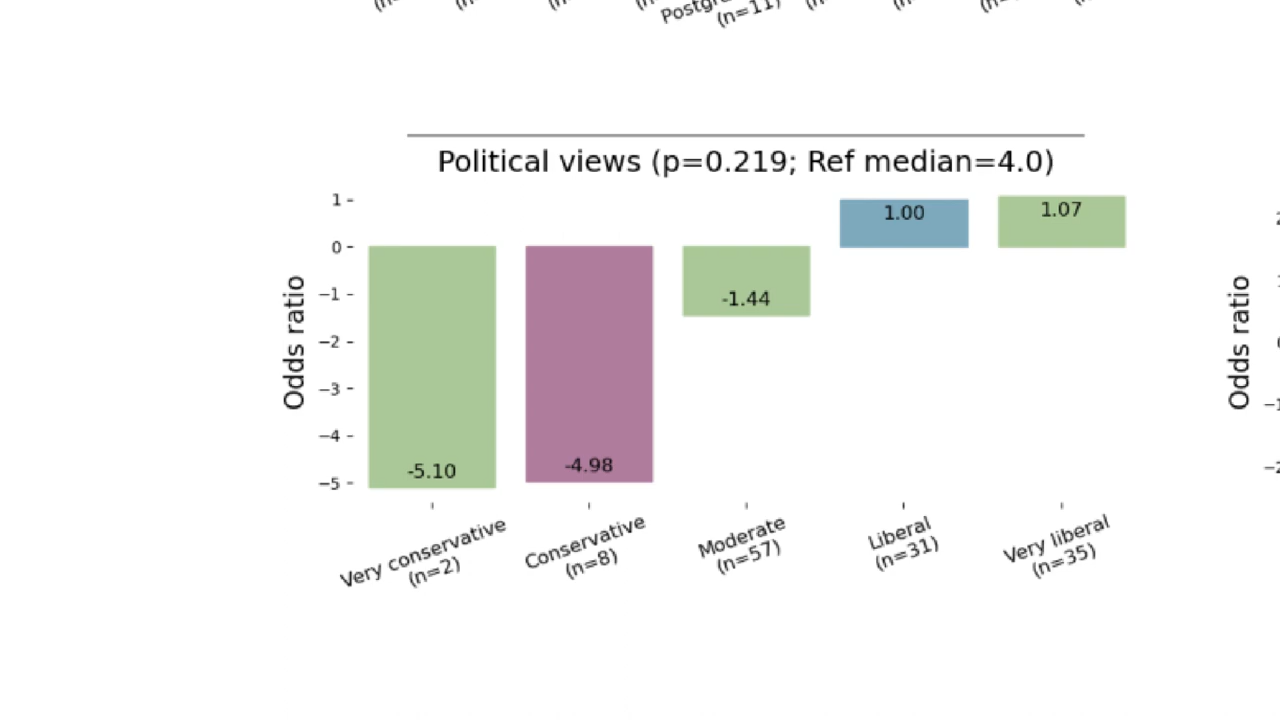 (n=11)
Political views (p=0.219; Ref median=4.0)
Odds ratio
1
0
−1
−2
−3
−4
−5
-5.10
-4.98
-1.44
1.00
1.07
Very conservative
(n=2)
Conservative
(n=8)
Moderate
(n=57)
Liberal
(n=31)
Very liberal
(n=35)
Odds ratio